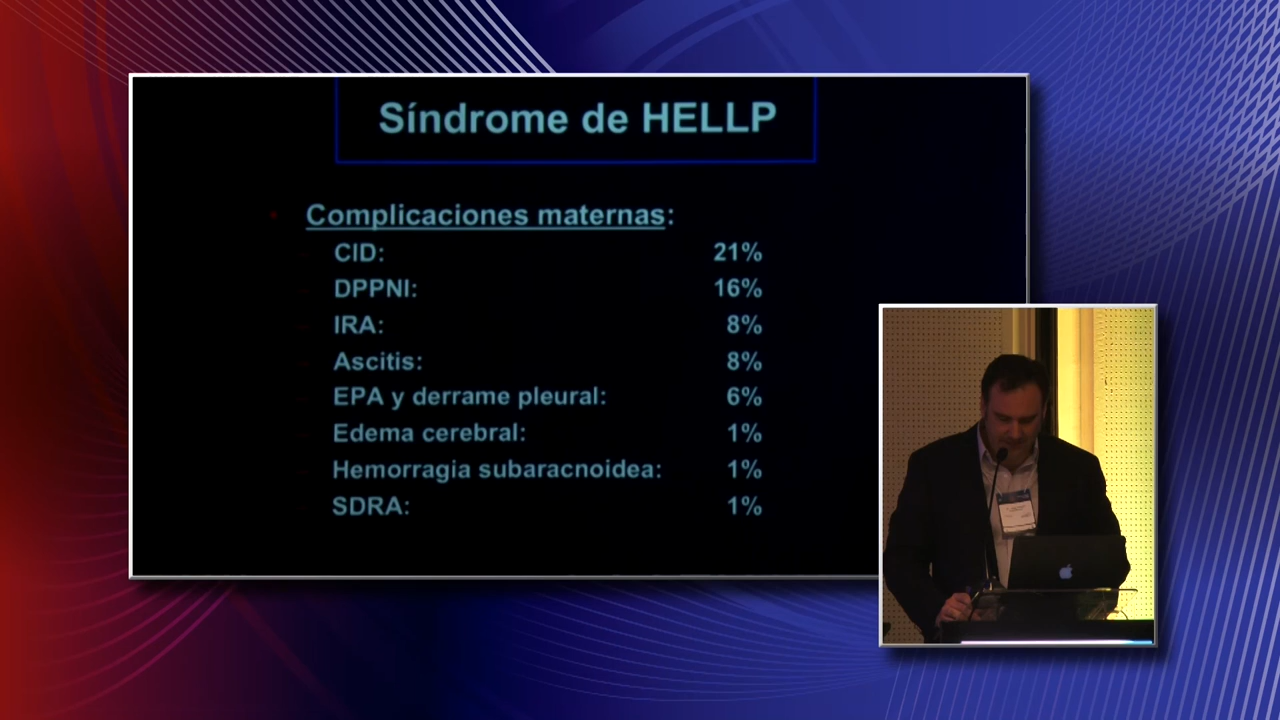 Síndrome de HELLP
Complicaciones maternas:
CID: 21%
DPPNI: 16%
IRA: 8%
Ascitis: 8%
EPA y derrame pleural: 6%
Edema cerebral: 1%
Hemorragia subaracnoidea: 1%
SDRA: 1%